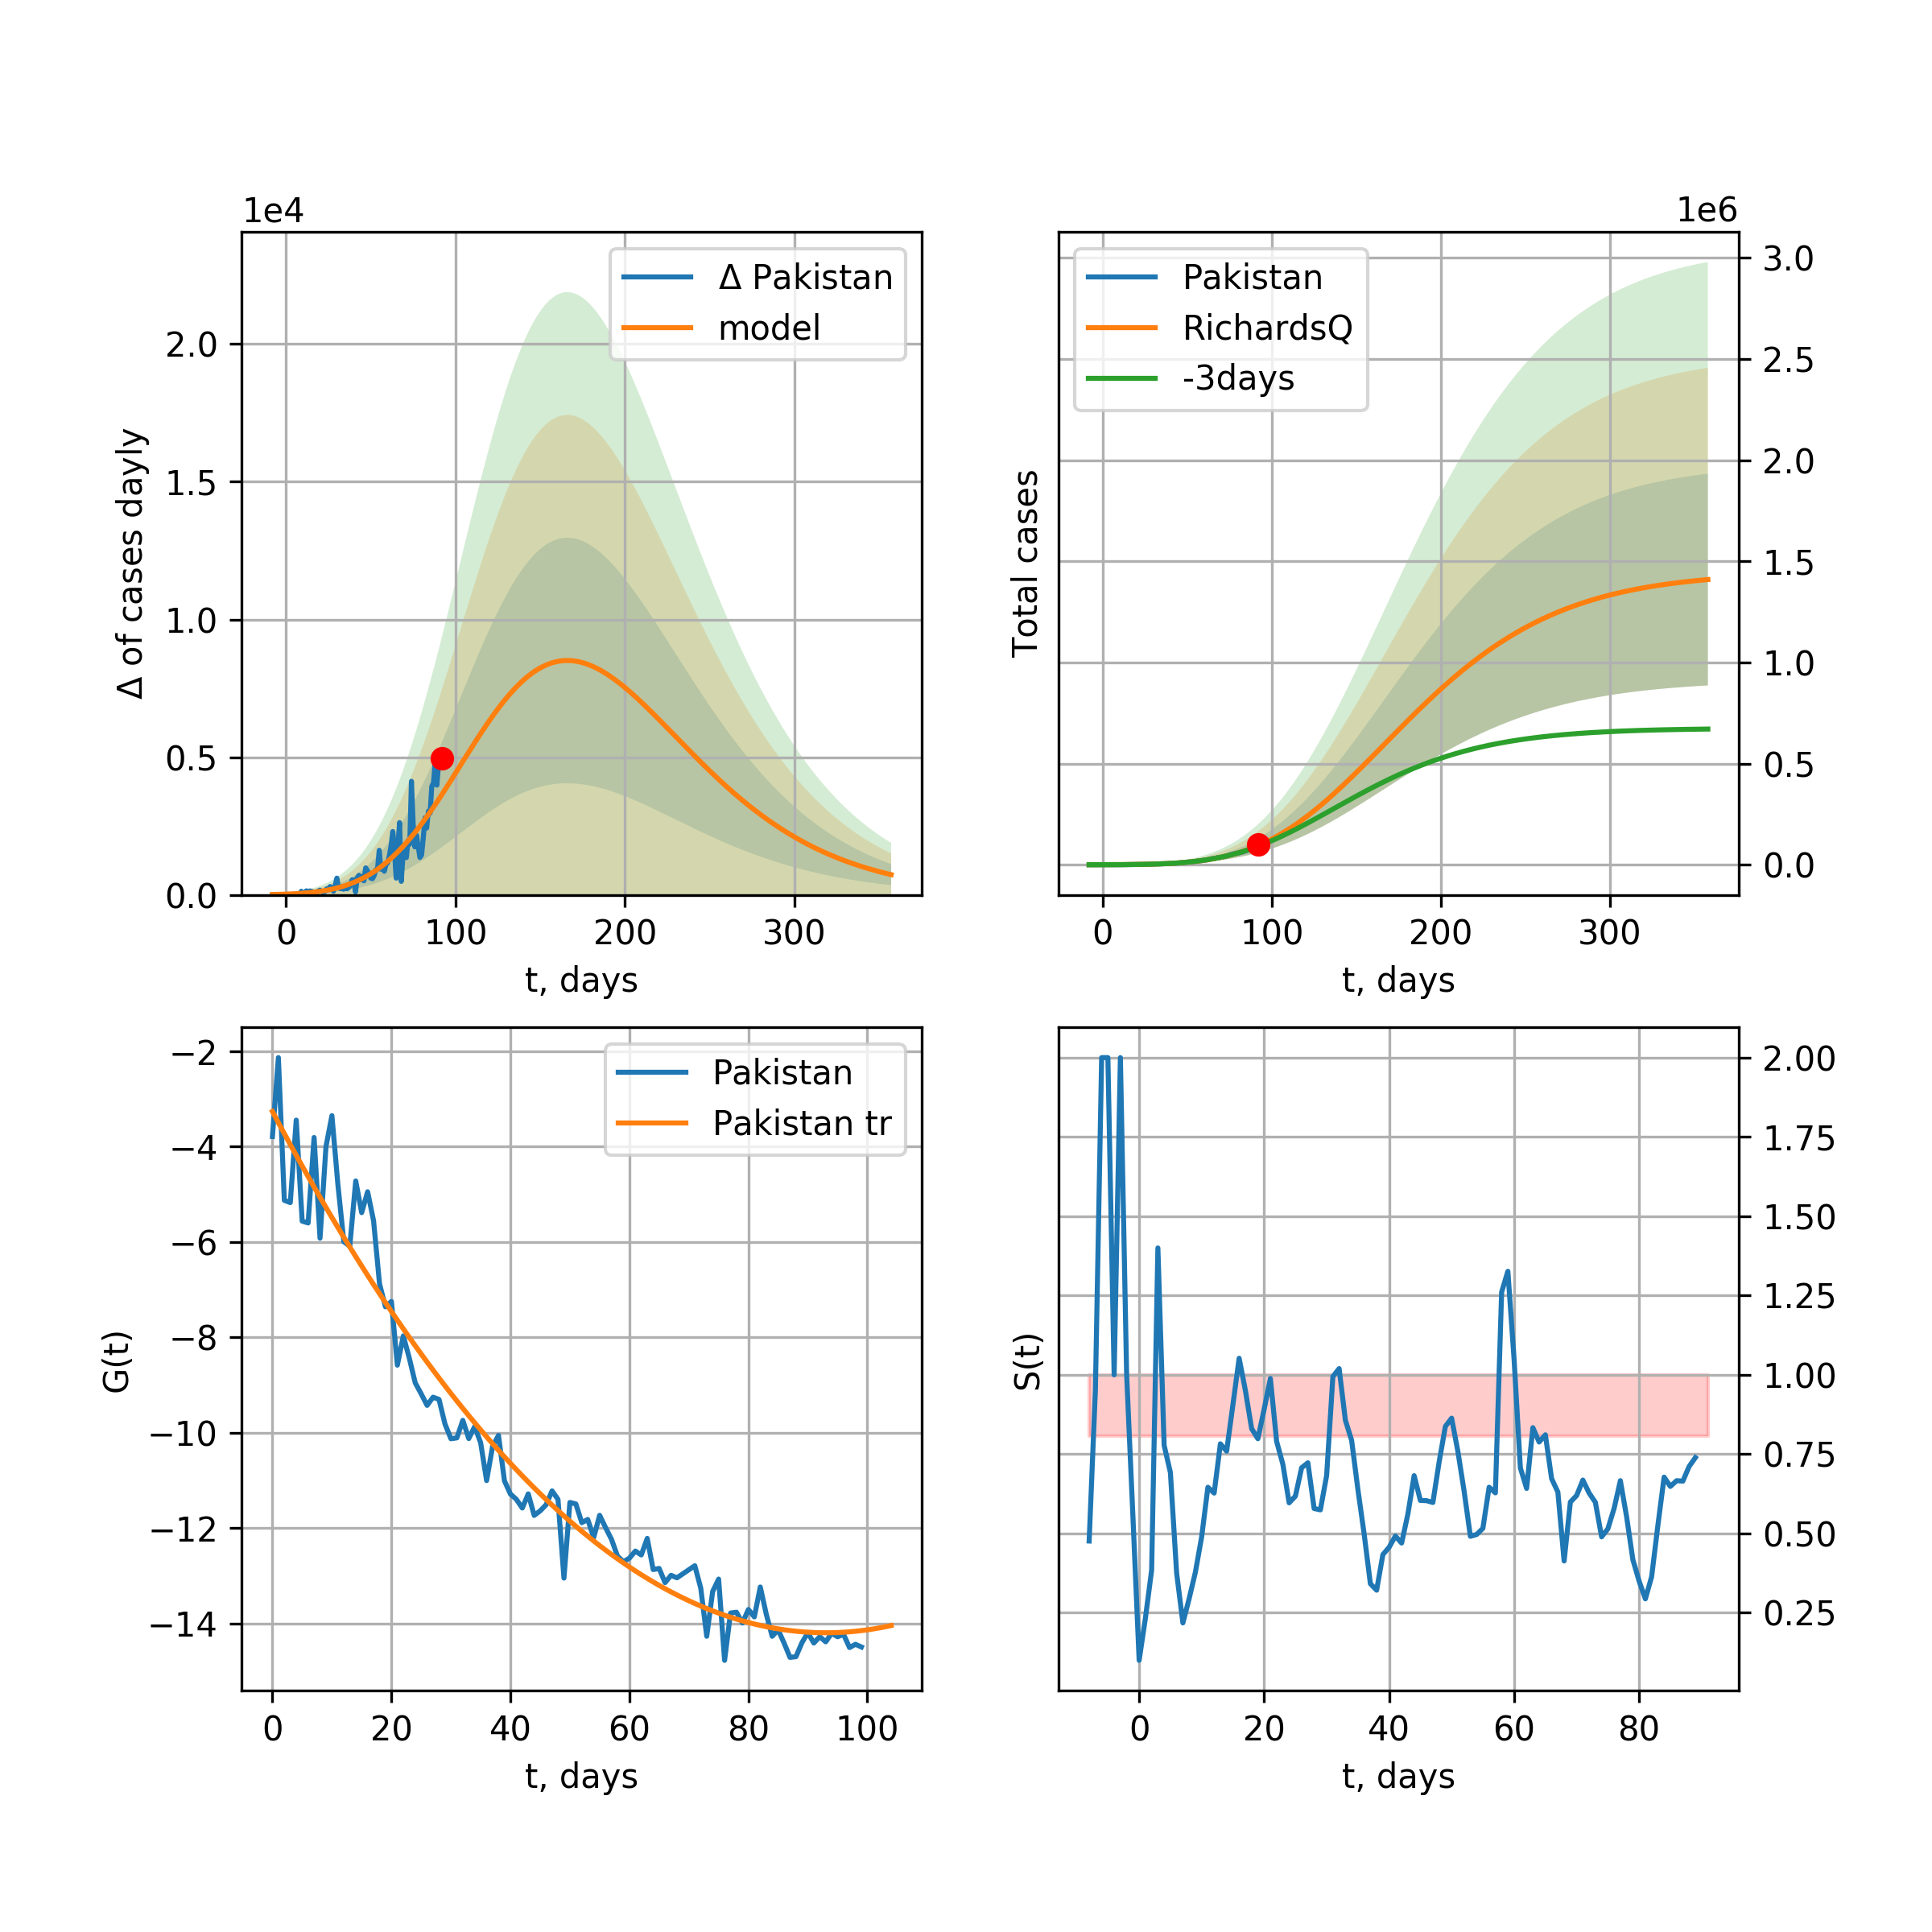 1e4
Δ Pakistan
model
2.0
1.5
1.0
0.5
0.0
Δ of cases dayly
0 100 200 300
t, days
1e6
Pakistan
RichardsQ
-3days
3.0
2.5
2.0
1.5
1.0
0.5
0.0
Total cases
0 100 200 300
t, days
Pakistan
Pakistan tr
−2
−4
−6
−8
−10
−12
−14
G(t)
0 20 40 60 80 100
t, days
2.00
1.75
1.50
1.25
1.00
0.75
0.50
0.25
S(t)
0 20 40 60 80
t, days